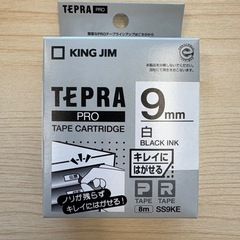 TEPRA PRO
KING JIM
TEPRA
PRO
TAPE CARTRIDGE
9mm
白
BLACK INK
キレイに
はがせる
ノリが残らず
キレイにはがせる!
P
TAPE
R
TAPE
8m
SS9KE